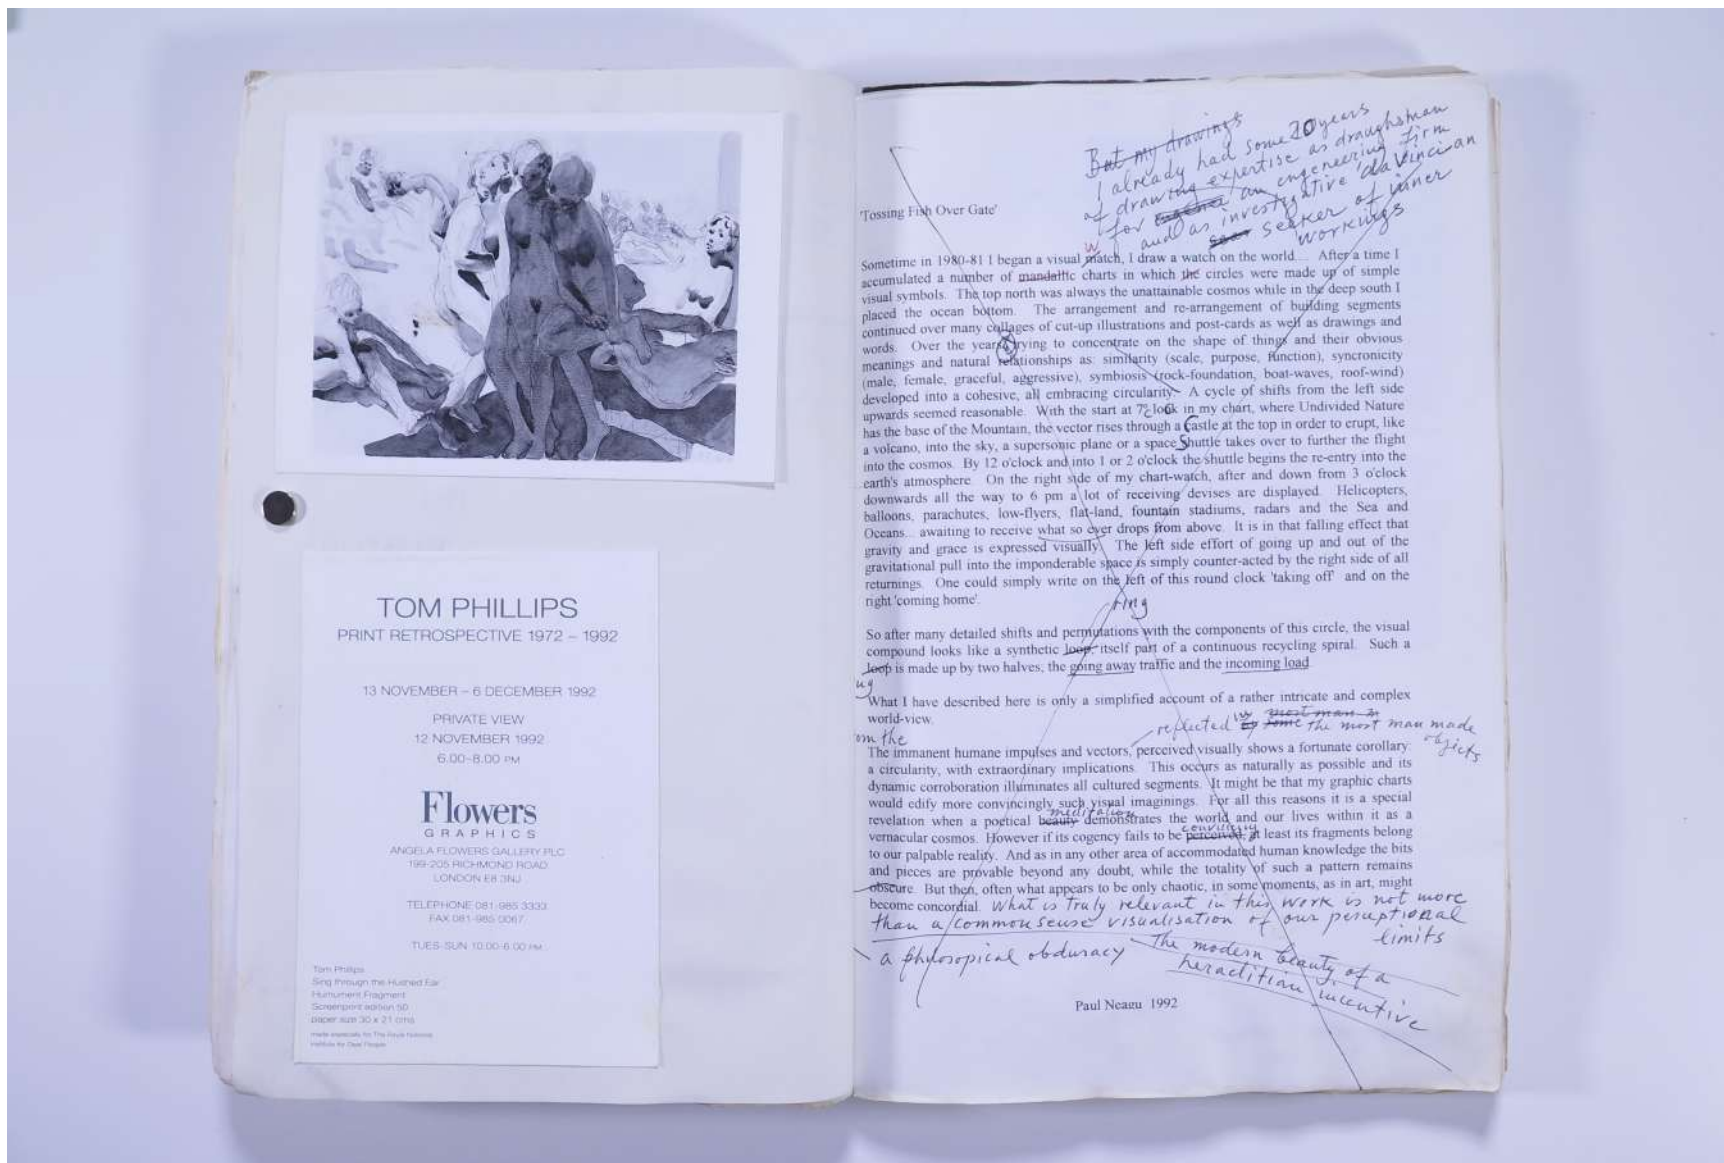 TOM PHILLIPS
PRINT RETROSPECTIVE 1972 – 1992
13 NOVEMBER – 6 DECEMBER 1992
PRIVATE VIEW
12 NOVEMBER 1992
6.00-8.00 PM
Flowers
GRAPHICS
ANGELA FLOWERS GALLERY PLC
199-205 RICHMOND ROAD
LONDON E8 3NJ
TELEPHONE 081-985 3333
FAX 081-985 0067
TUES-SUN 10.00-6.00 PM
Tom Phillips
Sing through the Hushed Ear
Humument Fragment
Screenprint edition 50
paper size 30 x 21 cms
made especially for The Royal National
Institute for Deaf People
But my drawings
I already had some 20 years
of drawing expertise as draughstman
for an engeneering firm
and as investigative 'da Vinci'an
seeker of inner
workings
'Tossing Fish Over Gate'
w
Sometime in 1980-81 I began a visual match, I draw a watch on the world... After a time I
accumulated a number of mandallic charts in which the circles were made up of simple
visual symbols. The top north was always the unattainable cosmos while in the deep south I
placed the ocean bottom. The arrangement and re-arrangement of building segments
continued over many collages of cut-up illustrations and post-cards as well as drawings and
words. Over the years trying to concentrate on the shape of things and their obvious
meanings and natural relationships as: similarity (scale, purpose, function), syncronicity
(male, female, graceful, aggressive), symbiosis (rock-foundation, boat-waves, roof-wind)
developed into a cohesive, all embracing circularity. A cycle of shifts from the left side
upwards seemed reasonable. With the start at 7 clock in my chart, where Undivided Nature
has the base of the Mountain, the vector rises through a Castle at the top in order to erupt, like
a volcano, into the sky, a supersonic plane or a space Shuttle takes over to further the flight
into the cosmos. By 12 o'clock and into 1 or 2 o'clock the shuttle begins the re-entry into the
earth's atmosphere. On the right side of my chart-watch, after and down from 3 o'clock
downwards all the way to 6 pm a lot of receiving devises are displayed. Helicopters,
balloons, parachutes, low-flyers, flat-land, fountain stadiums, radars and the Sea and
Oceans... awaiting to receive what so ever drops from above. It is in that falling effect that
gravity and grace is expressed visually. The left side effort of going up and out of the
gravitational pull into the imponderable space is simply counter-acted by the right side of all
returnings. One could simply write on the left of this round clock 'taking off' and on the
right 'coming home'.
ring
So after many detailed shifts and permutations with the components of this circle, the visual
compound looks like a synthetic loop, itself part of a continuous recycling spiral. Such a
loop is made up by two halves; the going away traffic and the incoming load.
What I have described here is only a simplified account of a rather intricate and complex
world-view.
reflected in the most man made
objects
om the
The immanent humane impulses and vectors, perceived visually shows a fortunate corollary:
a circularity, with extraordinary implications. This occurs as naturally as possible and its
dynamic corroboration illuminates all cultured segments. It might be that my graphic charts
would edify more convincingly such visual imaginings. For all this reasons it is a special
meditation
revelation when a poetical beauty demonstrates the world and our lives within it as a
convincing
vernacular cosmos. However if its cogency fails to be perceived, at least its fragments belong
to our palpable reality. And as in any other area of accommodated human knowledge the bits
and pieces are provable beyond any doubt, while the totality of such a pattern remains
obscure. But then, often what appears to be only chaotic, in some moments, as in art, might
become concordial. What is truly relevant in this work is not more
than a common sense visualisation of our perceptional
limits
a philosopical obduracy
The modern beauty of a
heraclitian incentive
Paul Neagu 1992